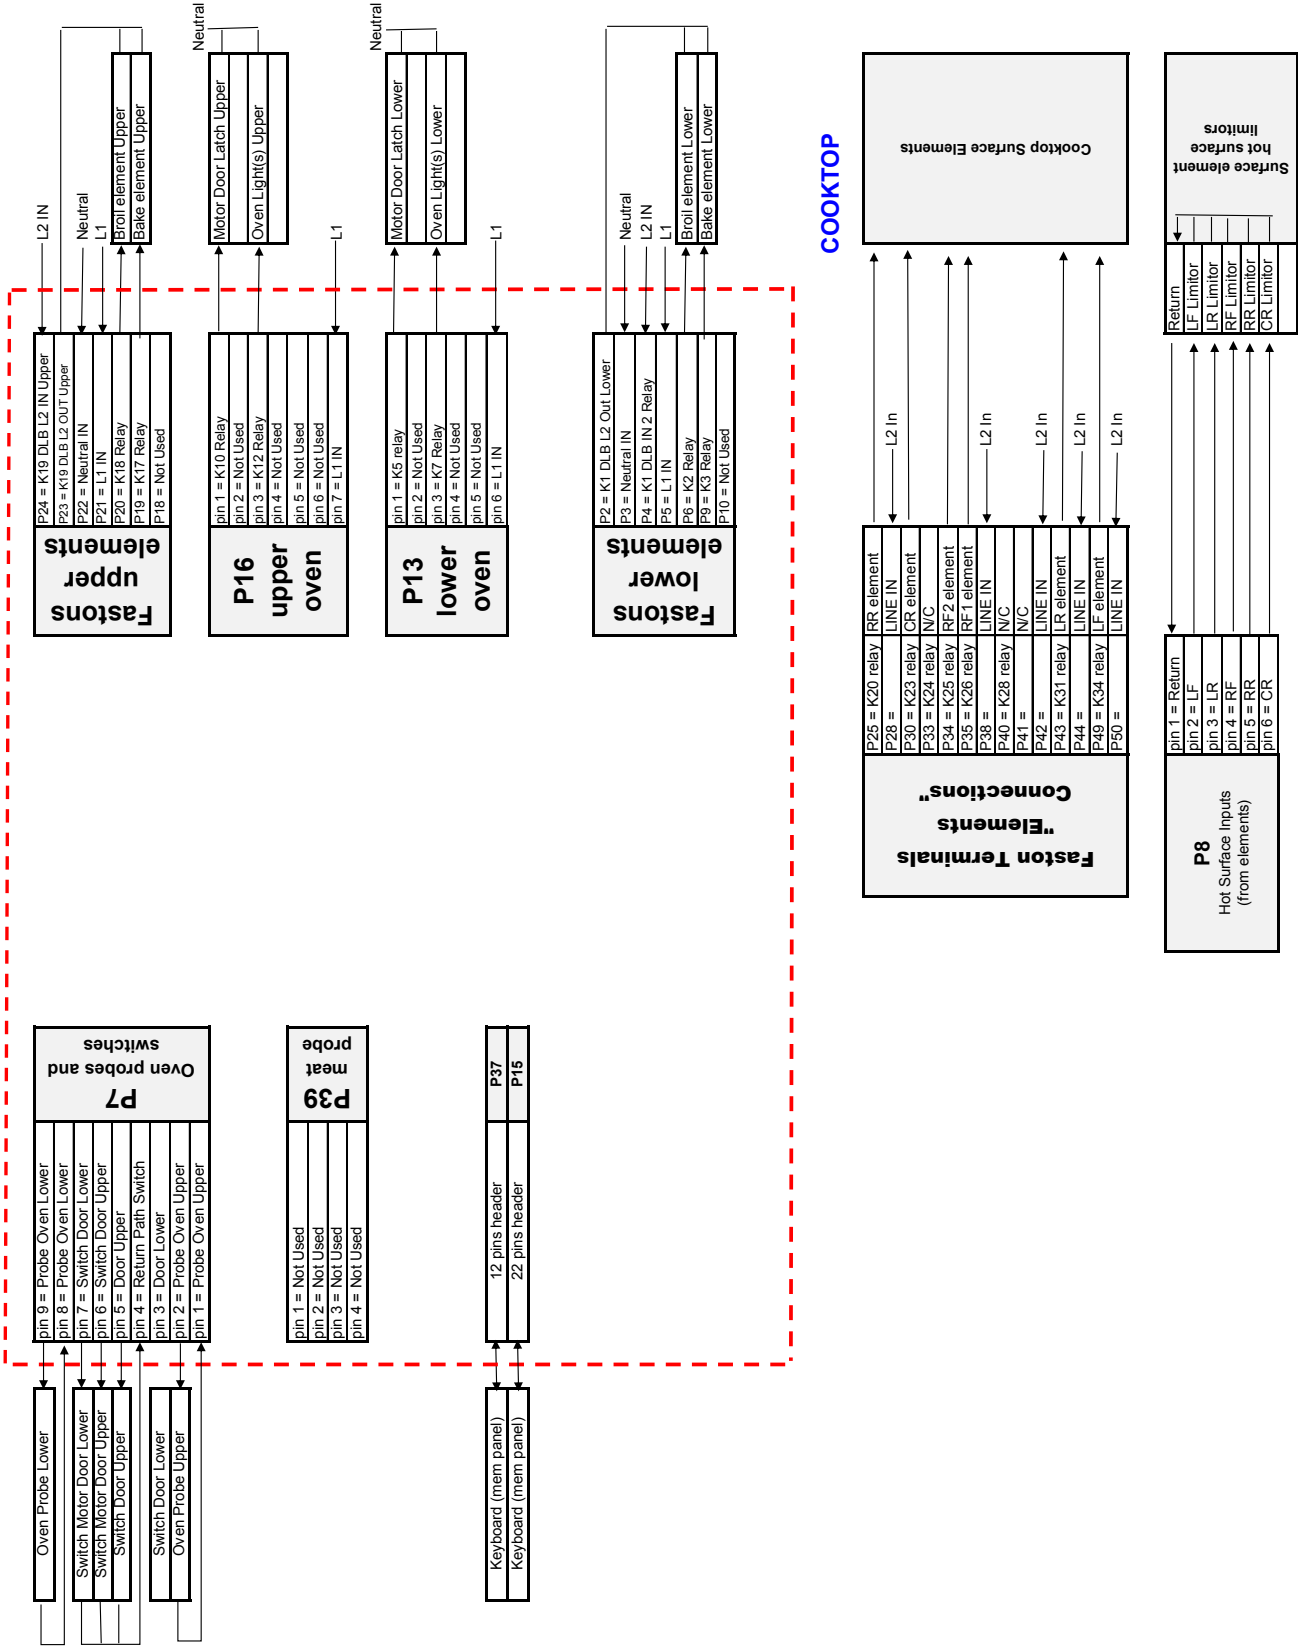 Oven Probe Lower
Switch Motor Door Lower
Switch Motor Door Upper
Switch Door Upper
Switch Door Lower
Oven Probe Upper
pin 9 = Probe Oven Lower
pin 8 = Probe Oven Lower
pin 7 = Switch Door Lower
pin 6 = Switch Door Upper
pin 5 = Door Upper
pin 4 = Return Path Switch
pin 3 = Door Lower
pin 2 = Probe Oven Upper
pin 1 = Probe Oven Upper
P7
Oven probes and
switches
pin 1 = Not Used
pin 2 = Not Used
pin 3 = Not Used
pin 4 = Not Used
P39
meat
probe
Keyboard (mem panel)
Keyboard (mem panel)
12 pins header
22 pins header
P37
P15
Fastons
upper
elements
P24 = K19 DLB L2 IN Upper
P23 = K19 DLB L2 OUT Upper
P22 = Neutral IN
P21 = L1 IN
P20 = K18 Relay
P19 = K17 Relay
P18 = Not Used
L2 IN
Neutral
L1
Broil element Upper
Bake element Upper
P16
upper
oven
pin 1 = K10 Relay
pin 2 = Not Used
pin 3 = K12 Relay
pin 4 = Not Used
pin 5 = Not Used
pin 6 = Not Used
pin 7 = L1 IN
Motor Door Latch Upper
Oven Light(s) Upper
Neutral
L1
P13
lower
oven
pin 1 = K5 relay
pin 2 = Not Used
pin 3 = K7 Relay
pin 4 = Not Used
pin 5 = Not Used
pin 6 = L1 IN
Motor Door Latch Lower
Oven Light(s) Lower
Neutral
L1
Fastons
lower
elements
P2 = K1 DLB L2 Out Lower
P3 = Neutral IN
P4 = K1 DLB IN 2 Relay
P5 = L1 IN
P6 = K2 Relay
P9 = K3 Relay
P10 = Not Used
Neutral
L2 IN
L1
Broil element Lower
Bake element Lower
COOKTOP
Faston Terminals
"Elements
Connections"
P25 = K20 relay RR element
P28 = LINE IN
P30 = K23 relay CR element
P33 = K24 relay N/C
P34 = K25 relay RF2 element
P35 = K26 relay RF1 element
P38 = LINE IN
P40 = K28 relay N/C
P41 = N/C
P42 = LINE IN
P43 = K31 relay LR element
P44 = LINE IN
P49 = K34 relay LF element
P50 = LINE IN
L2 In
L2 In
L2 In
L2 In
L2 In
Cooktop Surface Elements
P8
Hot Surface Inputs
(from elements)
pin 1 = Return
pin 2 = LF
pin 3 = LR
pin 4 = RF
pin 5 = RR
pin 6 = CR
Return
LF Limitor
LR Limitor
RF Limitor
RR Limitor
CR Limitor
Surface element
hot surface
limitors